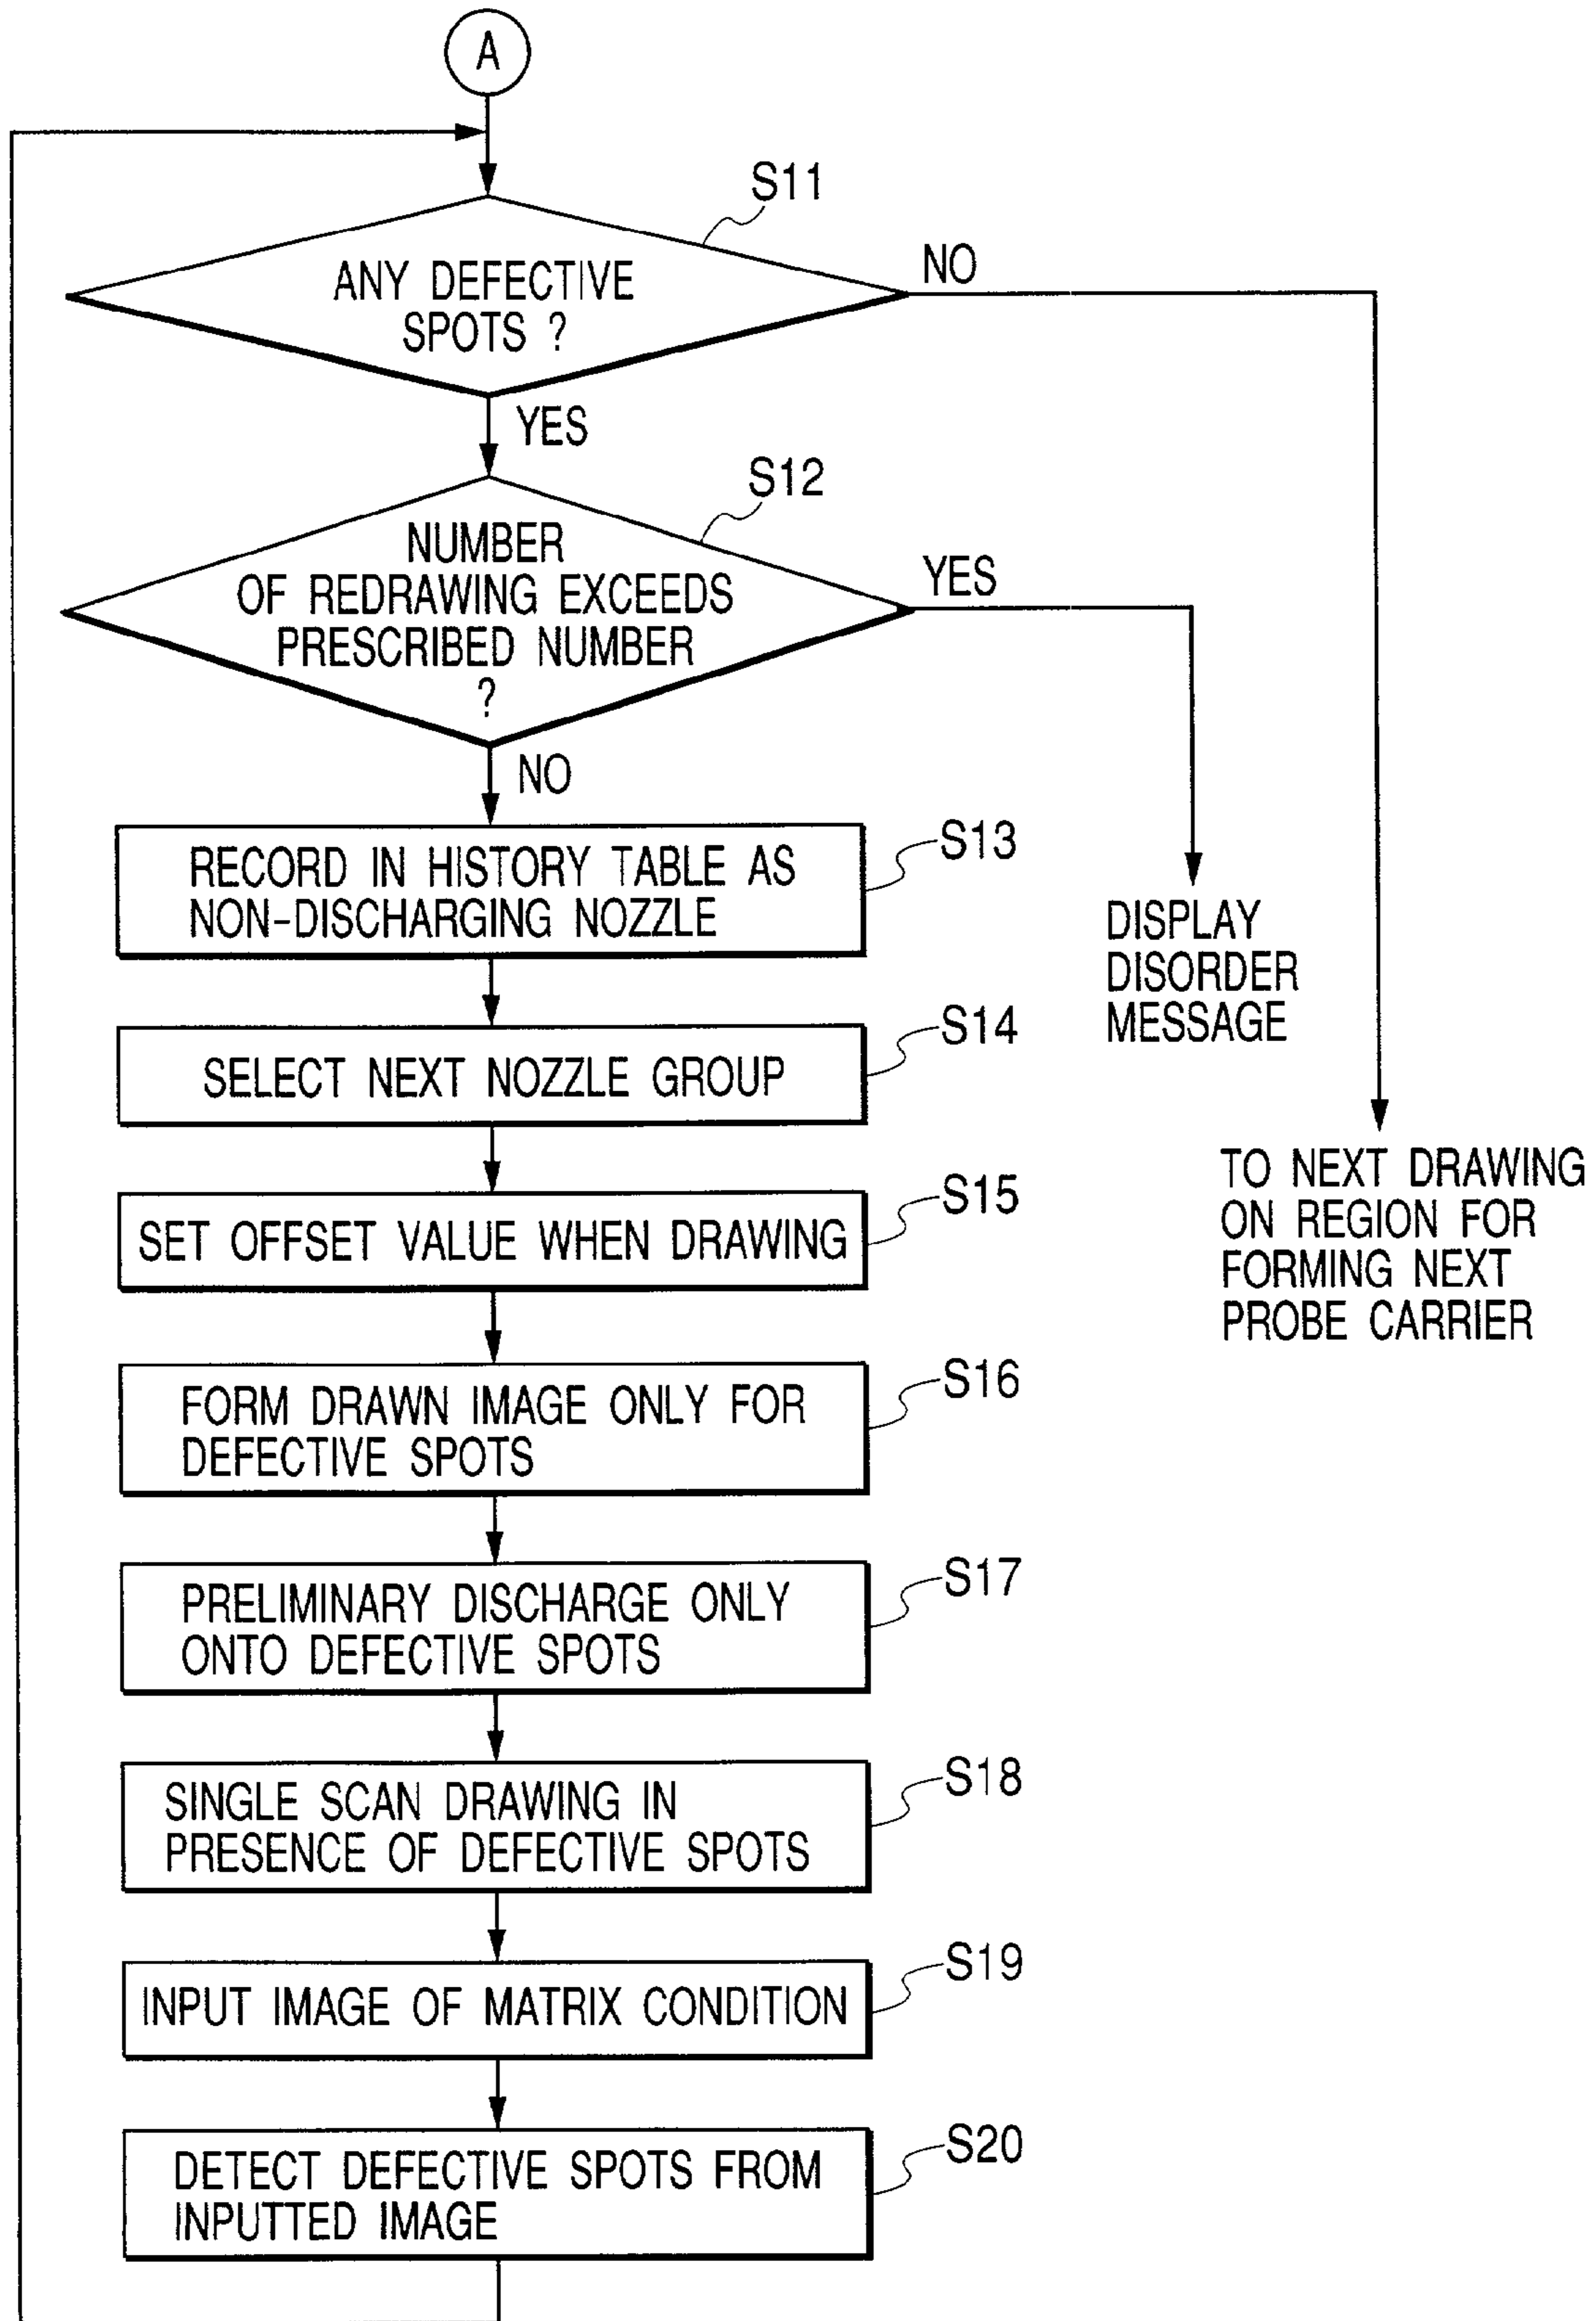 A
S11
ANY DEFECTIVE
SPOTS ?
NO
YES
S12
NUMBER
OF REDRAWING EXCEEDS
PRESCRIBED NUMBER
?
YES
NO
S13
RECORD IN HISTORY TABLE AS
NON-DISCHARGING NOZZLE
DISPLAY
DISORDER
MESSAGE
S14
SELECT NEXT NOZZLE GROUP
TO NEXT DRAWING
ON REGION FOR
FORMING NEXT
PROBE CARRIER
S15
SET OFFSET VALUE WHEN DRAWING
S16
FORM DRAWN IMAGE ONLY FOR
DEFECTIVE SPOTS
S17
PRELIMINARY DISCHARGE ONLY
ONTO DEFECTIVE SPOTS
S18
SINGLE SCAN DRAWING IN
PRESENCE OF DEFECTIVE SPOTS
S19
INPUT IMAGE OF MATRIX CONDITION
S20
DETECT DEFECTIVE SPOTS FROM
INPUTTED IMAGE